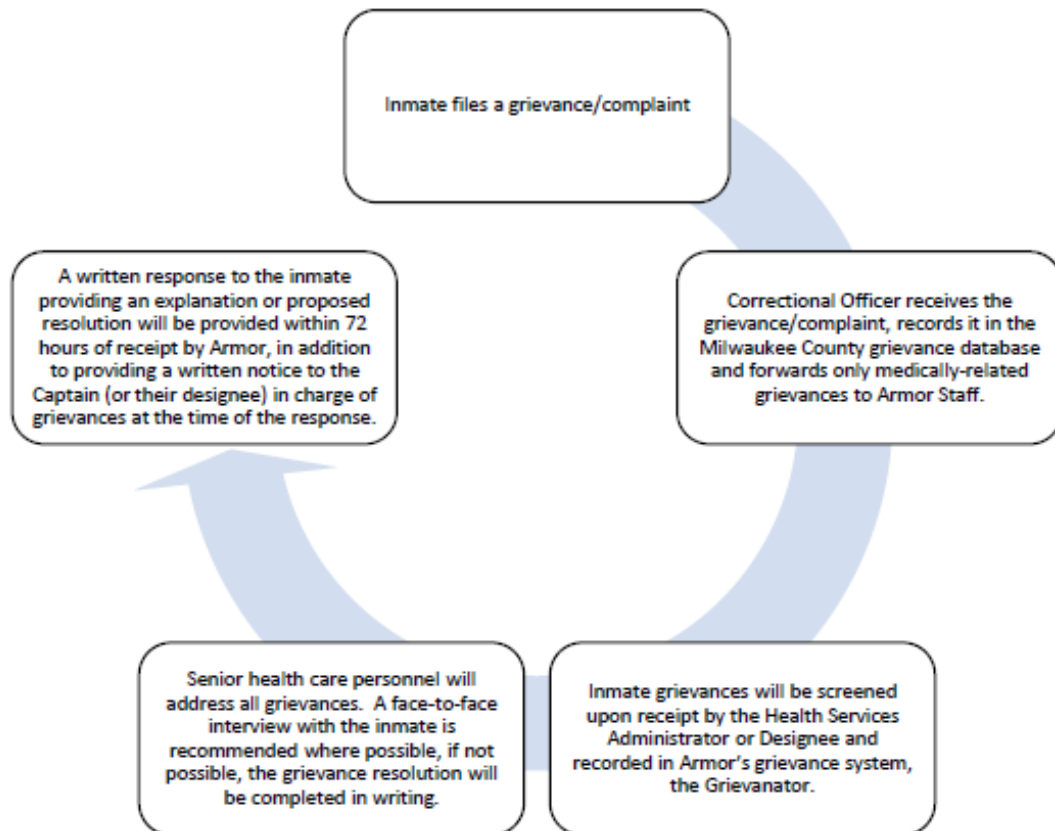 Inmate files a grievance/complaint
Correctional Officer receives the
grievance/complaint, records it in the
Milwaukee County grievance database
and forwards only medically-related
grievances to Armor Staff.
Inmate grievances will be screened
upon receipt by the Health Services
Administrator or Designee and
recorded in Armor's grievance system,
the Grievanator.
Senior health care personnel will
address all grievances. A face-to-face
interview with the inmate is
recommended where possible, if not
possible, the grievance resolution will
be completed in writing.
A written response to the inmate
providing an explanation or proposed
resolution will be provided within 72
hours of receipt by Armor, in addition
to providing a written notice to the
Captain (or their designee) in charge of
grievances at the time of the response.